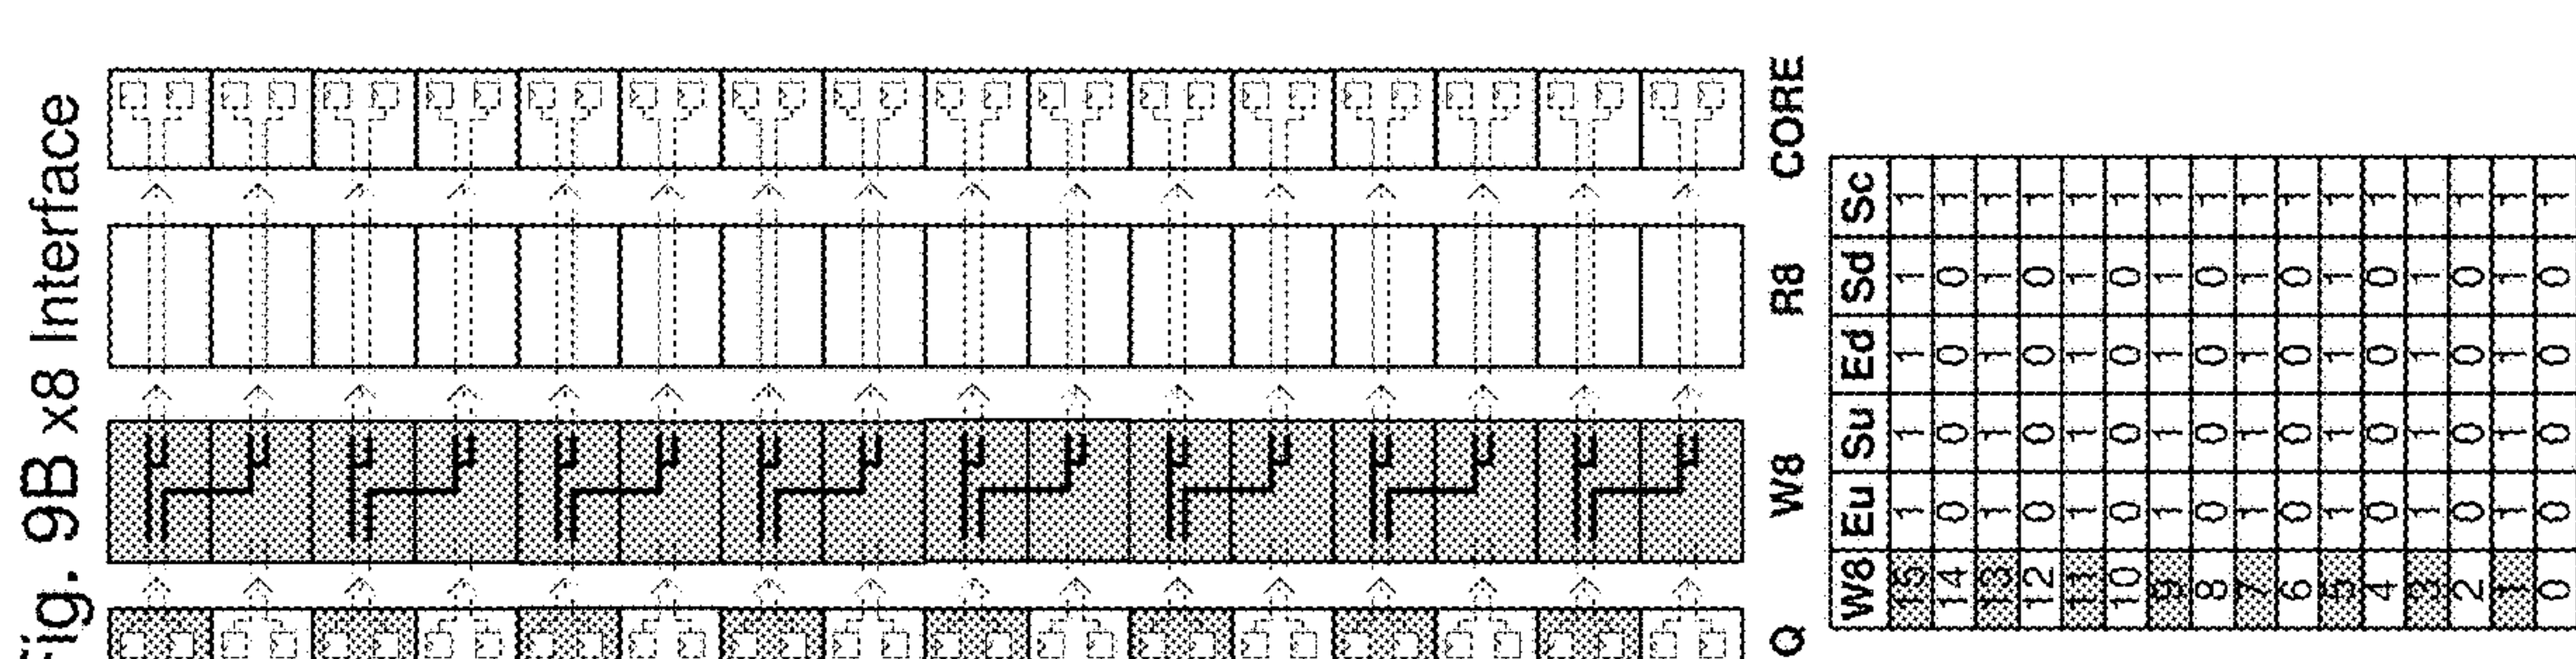 Fig. 9B x8 Interface
CORE
R8
W8
Q
W8 Eu Su Ed Sd Sc
15 1 1 1 1 1
14 0 0 0 0 1
13 1 1 1 1 1
12 0 0 0 0 1
11 1 1 1 1 1
10 0 0 0 0 1
9 1 1 1 1 1
8 0 0 0 0 1
7 1 1 1 1 1
6 0 0 0 0 1
5 1 1 1 1 1
4 0 0 0 0 1
3 1 1 1 1 1
2 0 0 0 0 1
1 1 1 1 1 1
0 0 0 0 0 1